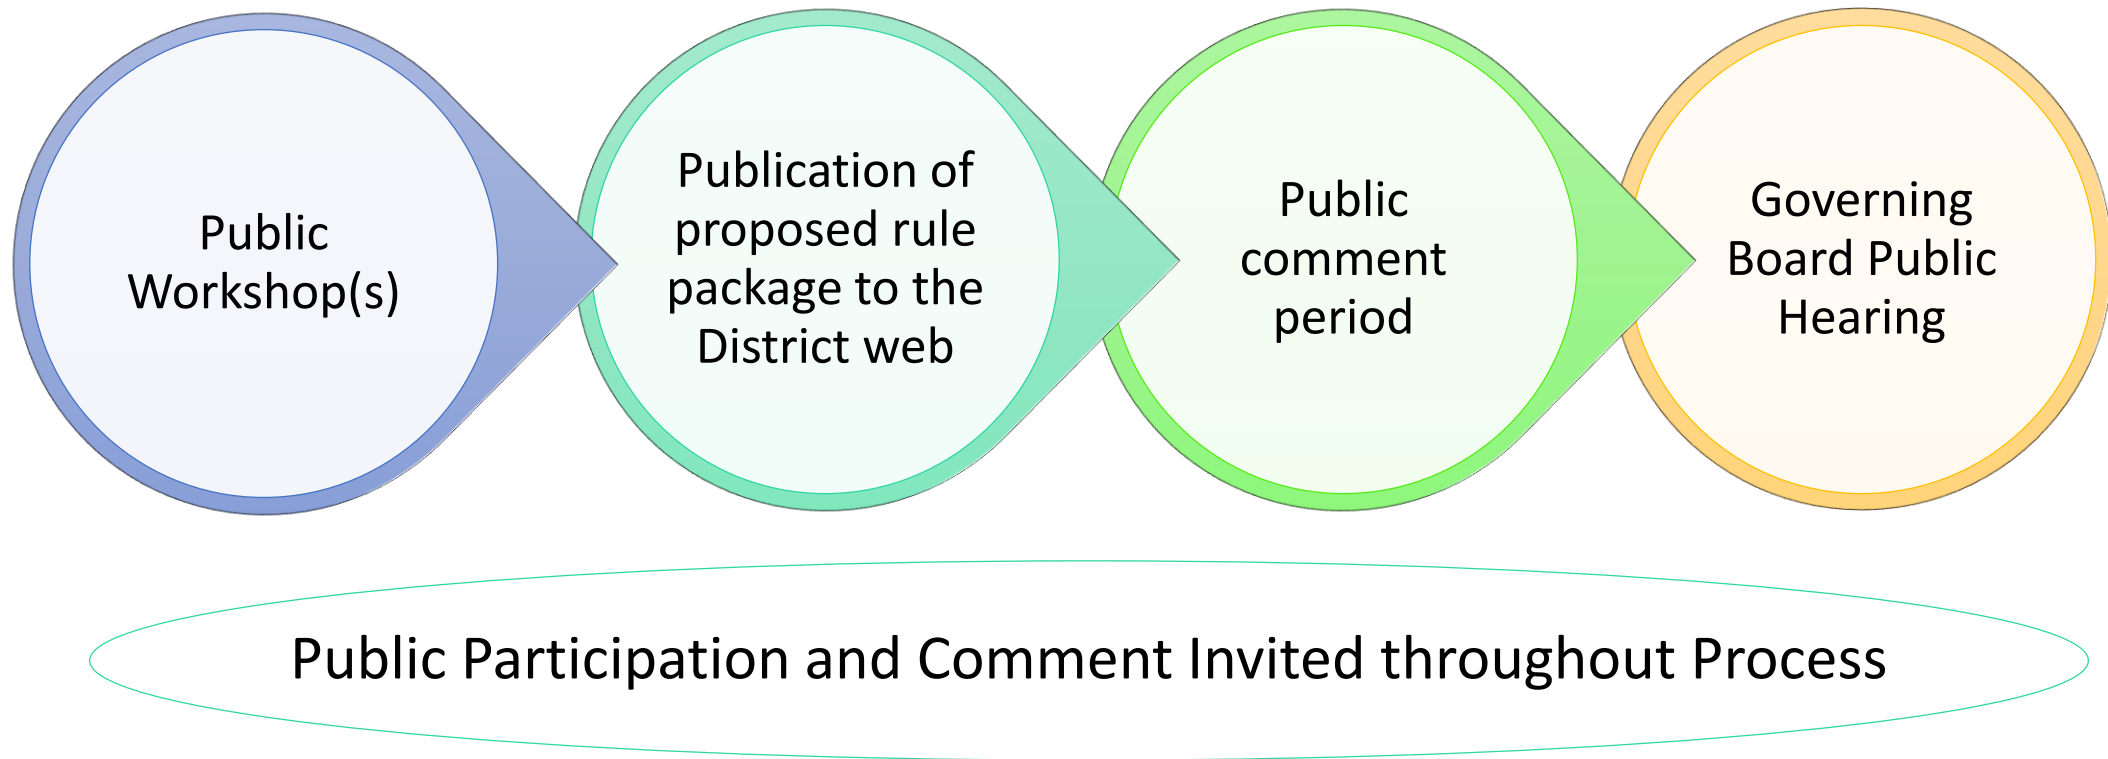 Public
Workshop(s)
Publication of
proposed rule
package to the
District web
Public
comment
period
Governing
Board Public
Hearing
Public Participation and Comment Invited throughout Process